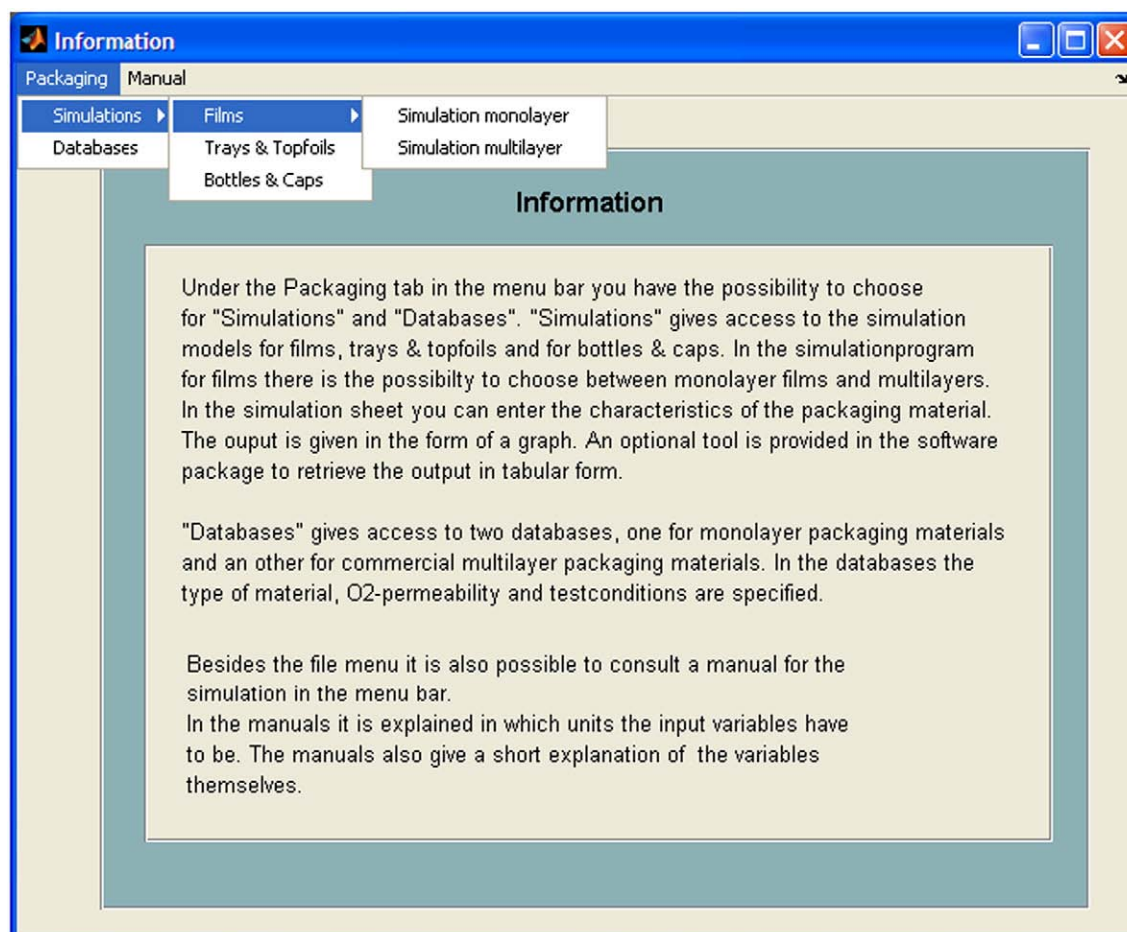 Information
Packaging Manual
Simulations
Databases
Films
Trays & Topfoils
Bottles & Caps
Simulation monolayer
Simulation multilayer
Information
Under the Packaging tab in the menu bar you have the possibility to choose
for "Simulations" and "Databases". "Simulations" gives access to the simulation
models for films, trays & topfoils and for bottles & caps. In the simulationprogram
for films there is the possibilty to choose between monolayer films and multilayers.
In the simulation sheet you can enter the characteristics of the packaging material.
The ouput is given in the form of a graph. An optional tool is provided in the software
package to retrieve the output in tabular form.
"Databases" gives access to two databases, one for monolayer packaging materials
and an other for commercial multilayer packaging materials. In the databases the
type of material, O2-permeability and testconditions are specified.
Besides the file menu it is also possible to consult a manual for the
simulation in the menu bar.
In the manuals it is explained in which units the input variables have
to be. The manuals also give a short explanation of the variables
themselves.